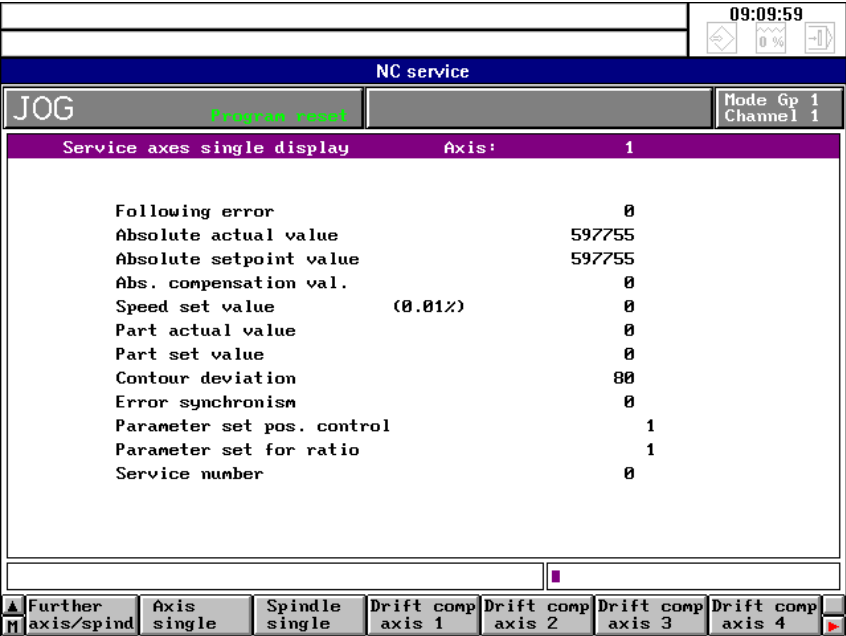 09:09:59
0 %
NC service
JOG Program reset
Mode Gp 1
Channel 1
Service axes single display Axis: 1
Following error 0
Absolute actual value 597755
Absolute setpoint value 597755
Abs. compensation val. 0
Speed set value (0.01%) 0
Part actual value 0
Part set value 0
Contour deviation 80
Error synchronism 0
Parameter set pos. control 1
Parameter set for ratio 1
Service number 0
Further Axis Spindle Drift comp Drift comp Drift comp Drift comp
M axis/spind single single axis 1 axis 2 axis 3 axis 4